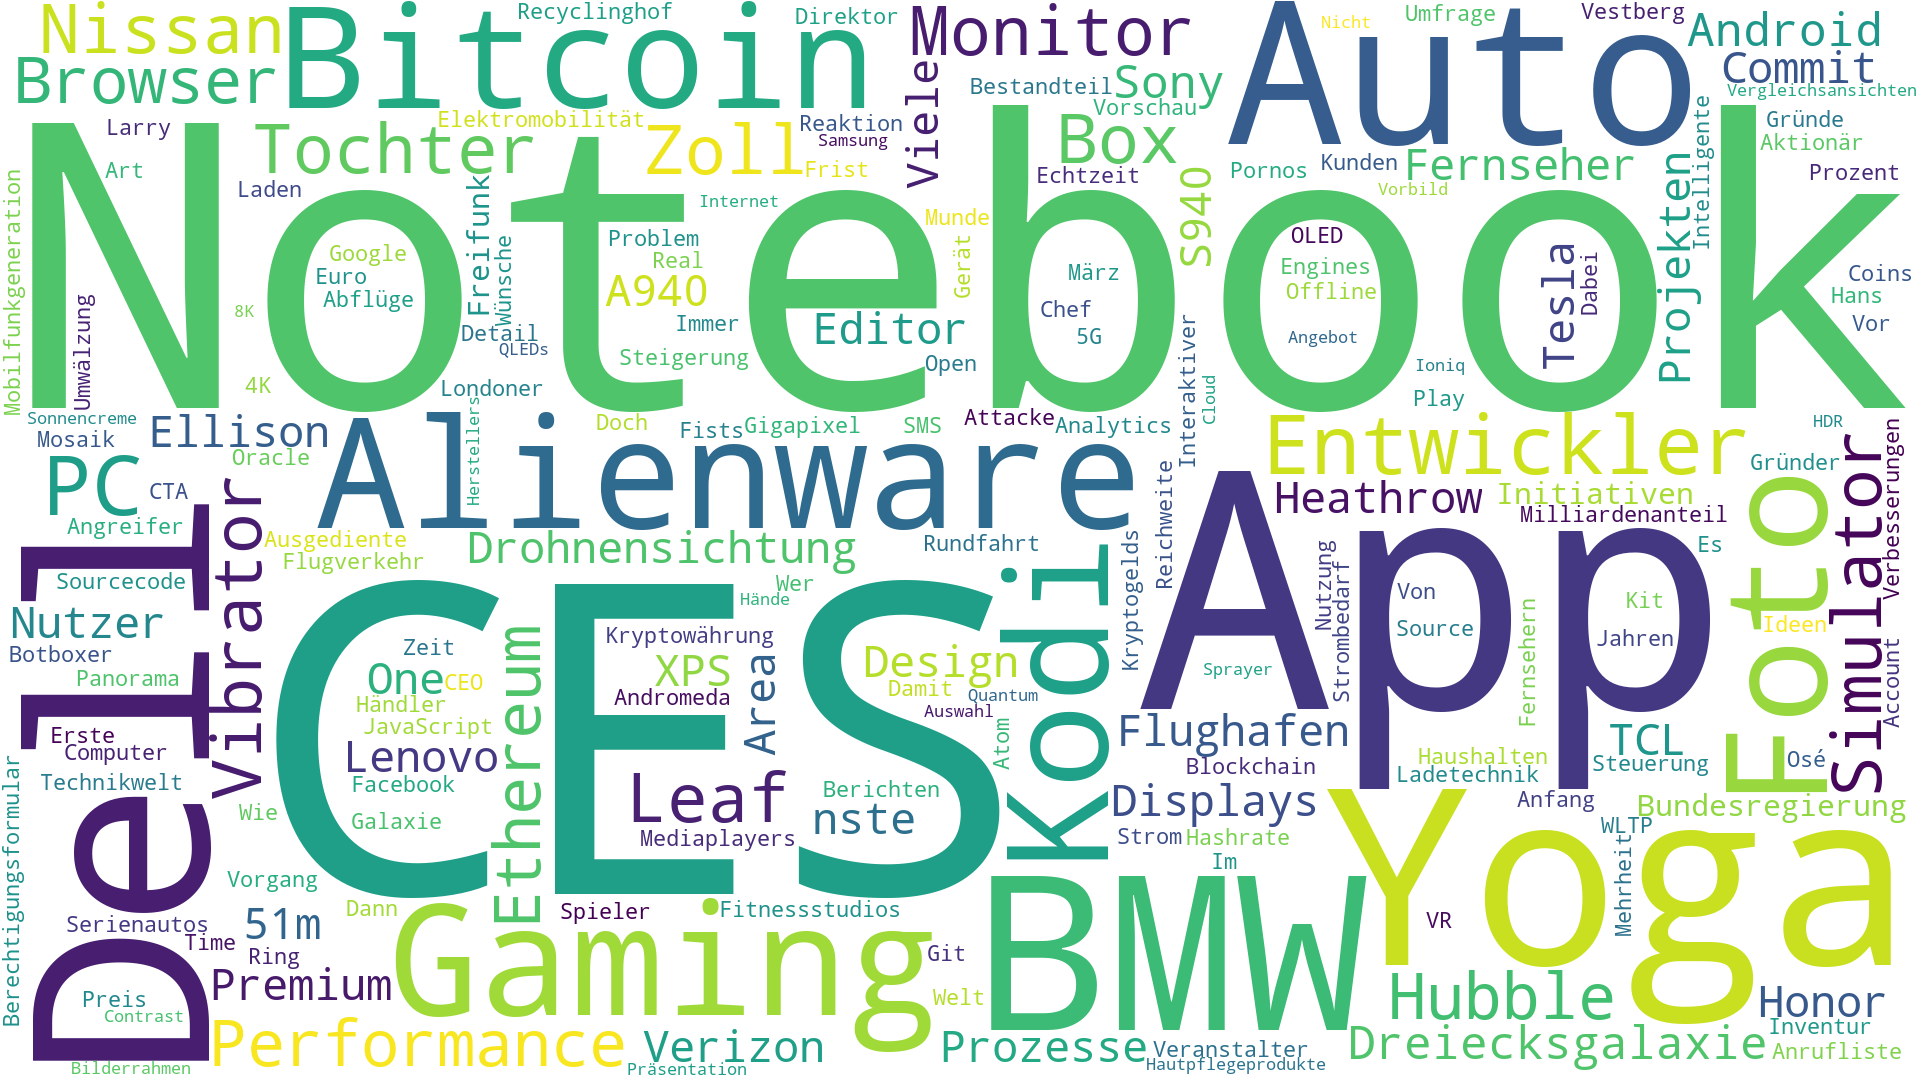 Nissan
Bitcoin
Recyclinghof
Direktor
Monitor
Auto
Nicht
Umfrage
Vestberg
Android
Browser
Commit
Vergleichsansichten
Sony
Bestandteil
Vorschau
Viele
Larry
Elektromobilität
Tochter
Zoll
Reaktion
Samsung
Frist
Box
Gründe
Aktionär
Intelligente
Art
Laden
Freifunk
Internet
Echtzeit
Pornos
Kunden
Fernseher
Vorbild
Prozent
Mobilfunkgeneration
Notebook
Munde
S940
Projekten
Google
Euro
Abflüge
Wünsche
Problem
Real
A940
Gerät
März
Chef
5G
OLED
Engines
Offline
Angebot
Tesla
Dabei
Coins
Hans
Vor
Umwälzung
8K
4K
Detail
QLEDs
Immer
Steigerung
Editor
Open
Interaktiver
Cloud
Ioniq
Play
Londoner
Herstellers
Sonnencreme
Mosaik
Ellison
Oracle
Alienware
Doch
Fists
Gigapixel
SMS
Attacke
Analytics
Entwickler
HDR
Gründer
Simulator
Verbesserungen
PC
CTA
Angreifer
Vibrator
Heathrow
Initiativen
Milliardenanteil
Foto
Ausgediente
Flugverkehr
Drohnensichtung
Rundfahrt
Reichweite
Kryptogelds
Es
Dell
Sourcecode
Nutzer
Botboxer
Panorama
CES
Wer
Hände
Kodi
App
Nutzung
Strombedarf
Von
Source
Fernsehern
Kit
Jahren
Ideen
Account
Zeit
One
CEO
Händler
JavaScript
Ethereum
Kryptowährung
XPS
Andromeda
Area
Design
Damit
Quantum
Auswahl
Sprayer
Erste
Computer
Technikwelt
Berechtigungsformular
Lenovo
Facebook
Galaxie
Leaf
Mediaplayers
Berichten
nste
Atom
Flughafen
Blockchain
Displays
Haushalten
Ladetechnik
TCL
Steuerung
Osé
Anfang
Bundesregierung
Wie
Strom
Hashrate
Im
Yoga
WLTP
Mehrheit
Vorgang
Serienautos
51m
Time
Ring
Dann
Gaming
Spieler
Fitnessstudios
Git
Welt
BMW
VR
Preis
Contrast
Premium
Hubble
Honor
Inventur
Bilderrahmen
Performance
Verizon
Präsentation
Prozesse
Veranstalter
Hautpflegeprodukte
Dreiecksgalaxie
Anrufliste